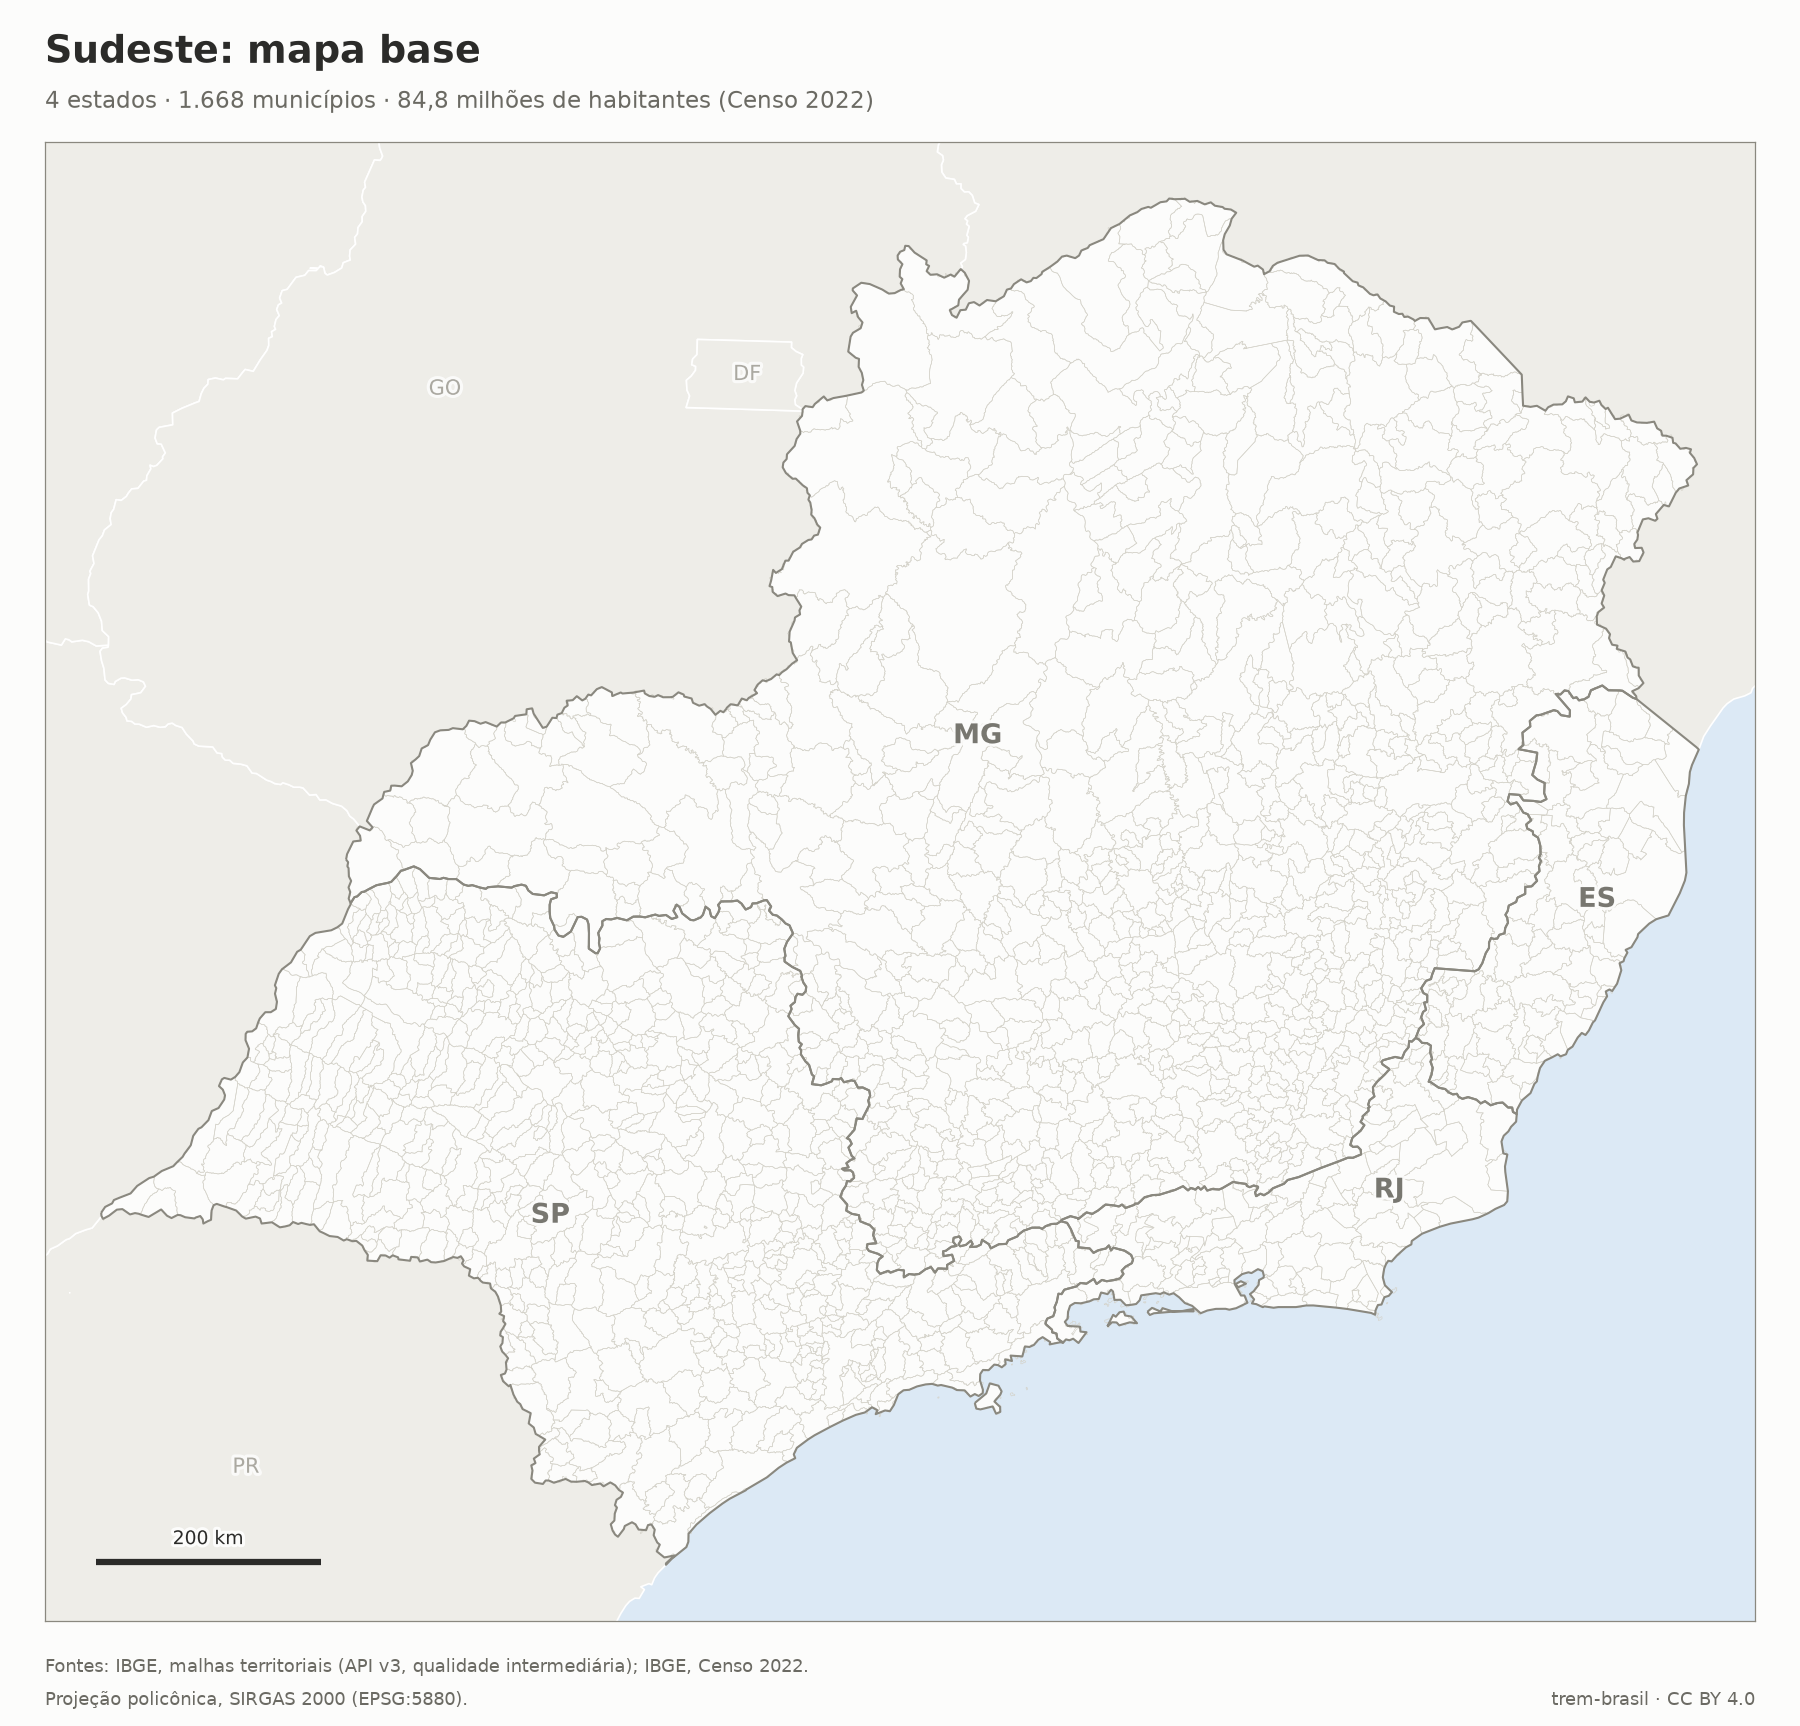 Sudeste: mapa base
4 estados · 1.668 municípios · 84,8 milhões de habitantes (Censo 2022)
DF
GO
MG
ES
RJ
SP
PR
200 km
Fontes: IBGE, malhas territoriais (API v3, qualidade intermediária); IBGE, Censo 2022.
Projeção policônica, SIRGAS 2000 (EPSG:5880).
trem-brasil · CC BY 4.0